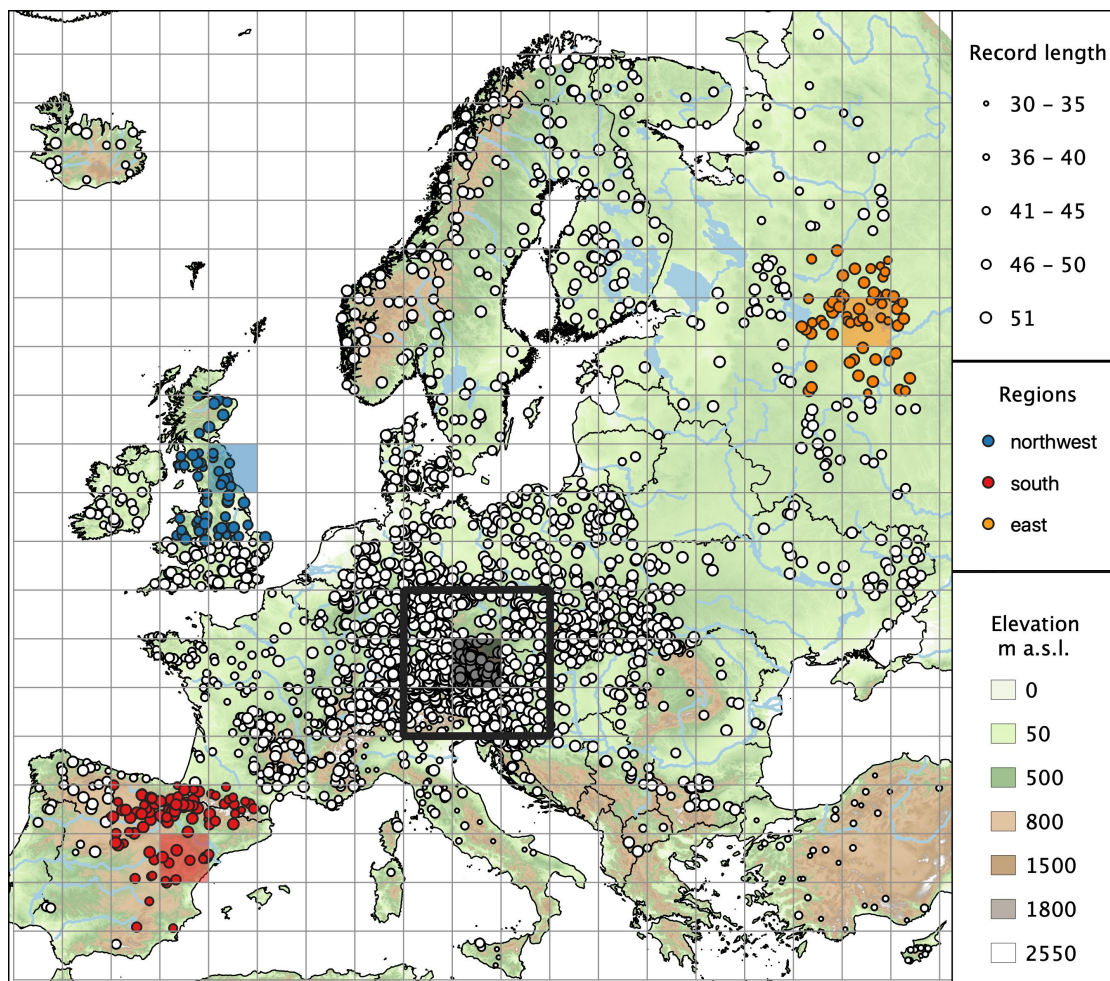 Record length
30 – 35
36 – 40
41 – 45
46 – 50
51
Regions
northwest
south
east
Elevation
m a.s.l.
0
50
500
800
1500
1800
2550